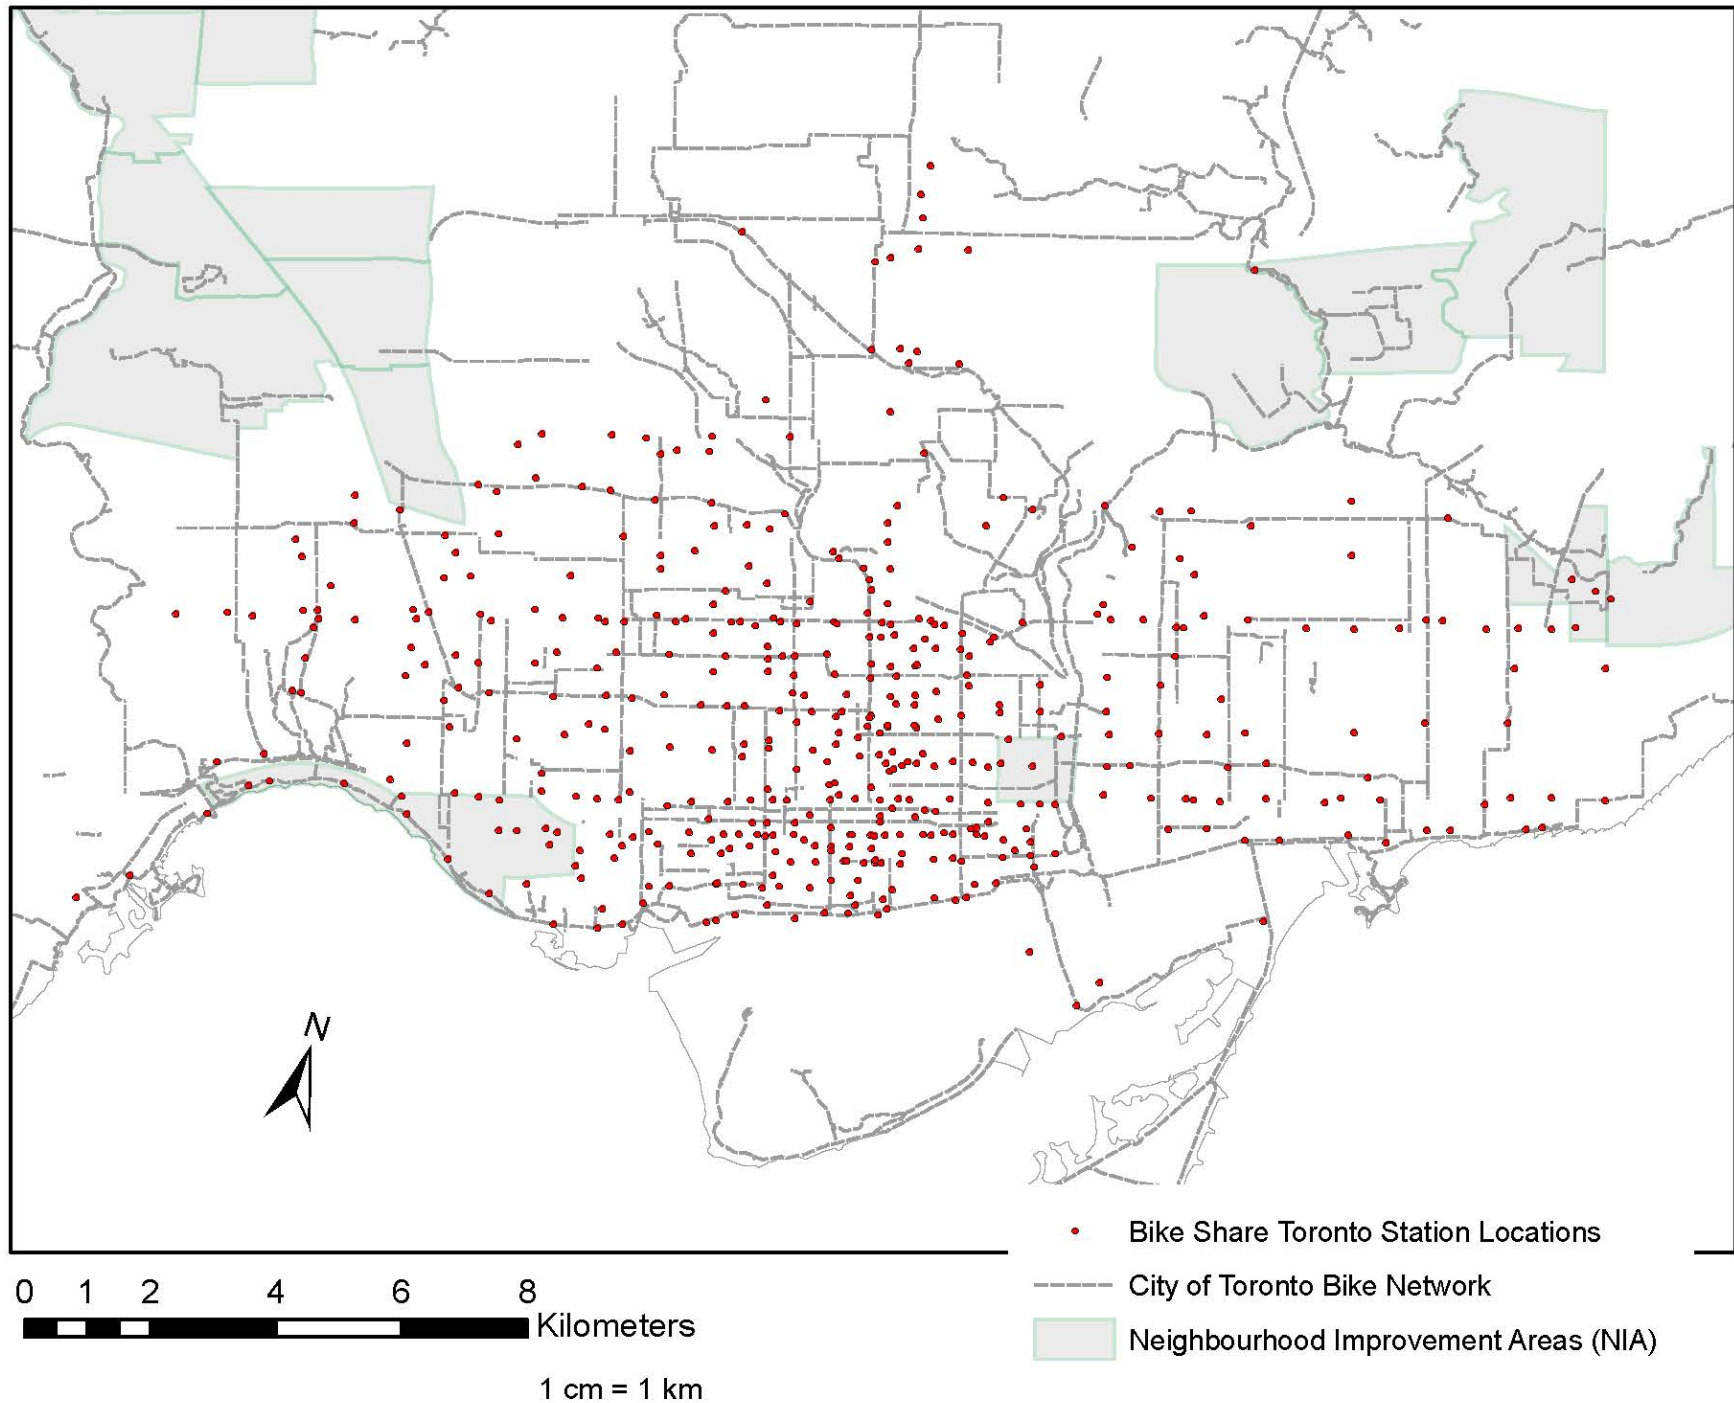 N
Bike Share Toronto Station Locations
City of Toronto Bike Network
Neighbourhood Improvement Areas (NIA)
0 1 2 4 6 8
Kilometers
1 cm = 1 km